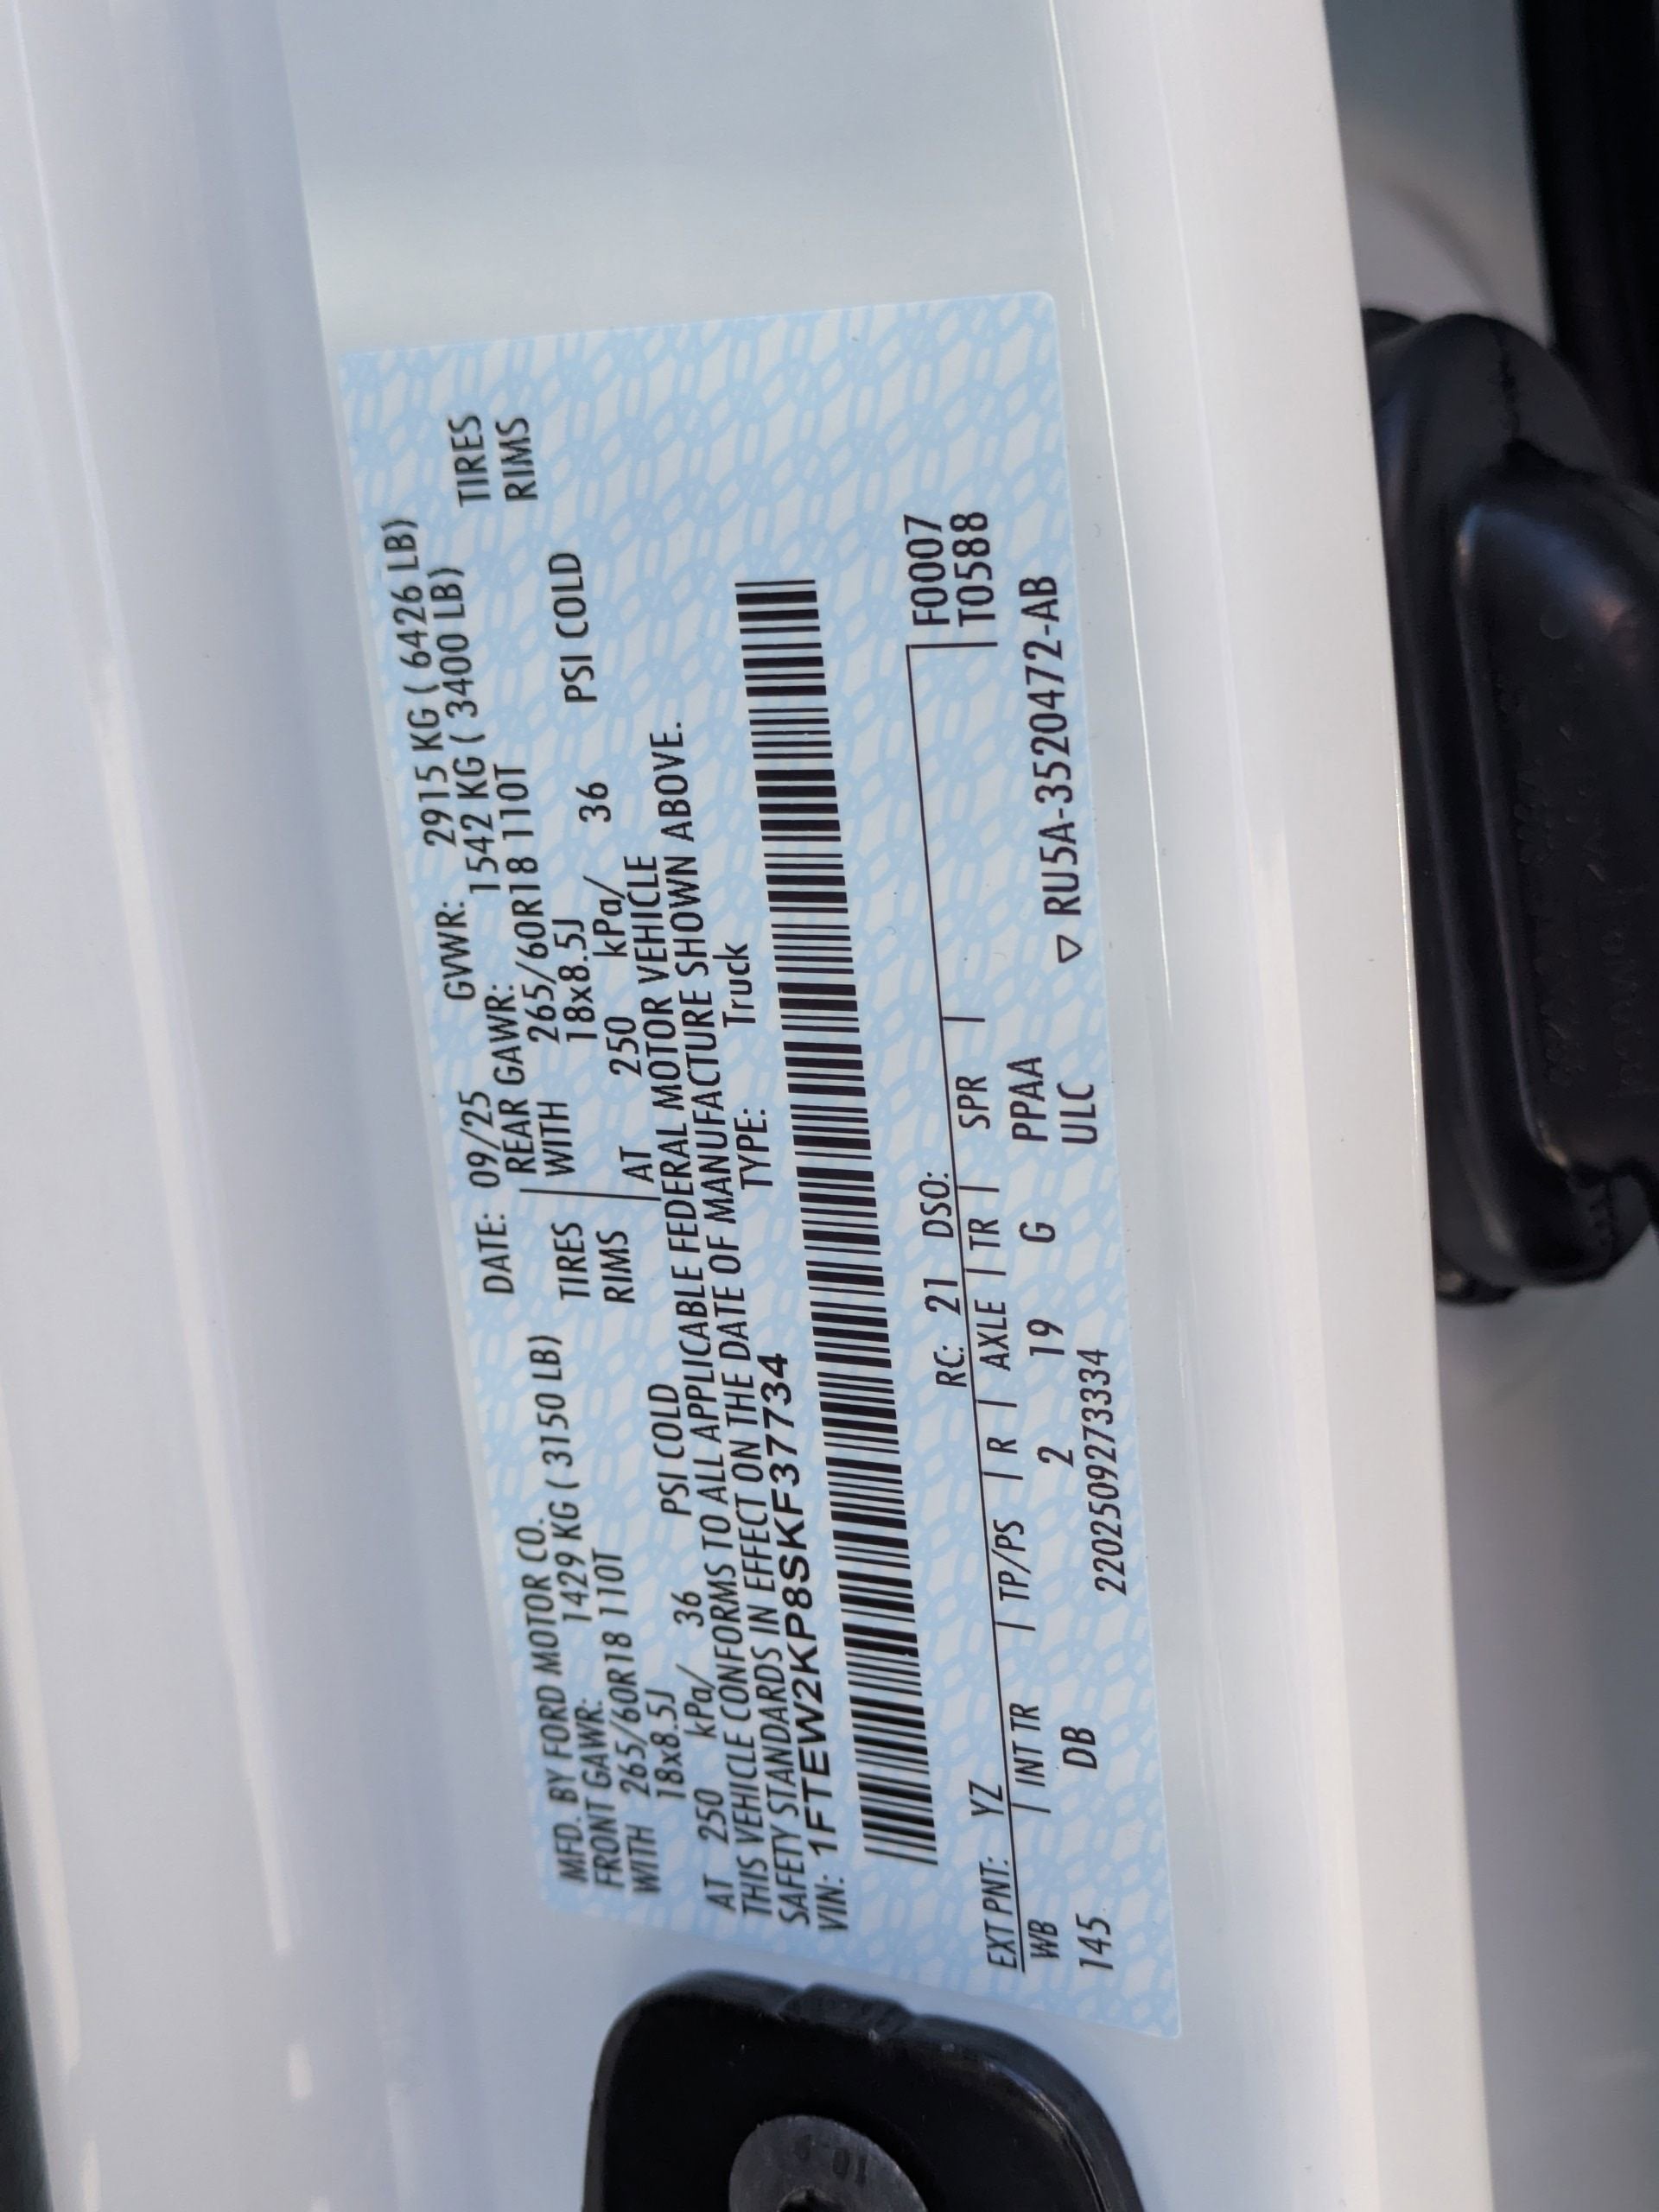 MFD. BY FORD MOTOR CO. DATE: 09/25 GVWR: 2915 KG ( 6426 LB)
FRONT GAWR: 1429 KG ( 3150 LB) REAR GAWR: 1542 KG ( 3400 LB)
WITH 265/60R18 110T TIRES WITH 265/60R18 110T TIRES
18x8.5J RIMS 18x8.5J RIMS
AT 250 kPa/ 36 PSI COLD AT 250 kPa/ 36 PSI COLD
THIS VEHICLE CONFORMS TO ALL APPLICABLE FEDERAL MOTOR VEHICLE
SAFETY STANDARDS IN EFFECT ON THE DATE OF MANUFACTURE SHOWN ABOVE.
VIN: 1FTEW2KP8SKF37734 TYPE: Truck
EXT PNT: YZ RC: 21 DSO: F0007
WB INT TR TP/PS R AXLE TR SPR T0588
145 DB 2 19 G PPAA
220250927334 ULC ▽ RU5A-3520472-AB